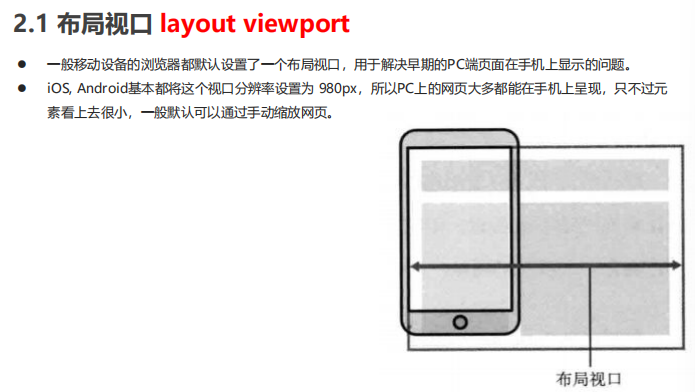 2.1 布局视口 layout viewport
● 一般移动设备的浏览器都默认设置了一个布局视口，用于解决早期的PC端页面在手机上显示的问题。
● iOS, Android基本都将这个视口分辨率设置为 980px，所以PC上的网页大多都能在手机上呈现，只不过元
素看上去很小，一般默认可以通过手动缩放网页。
布局视口